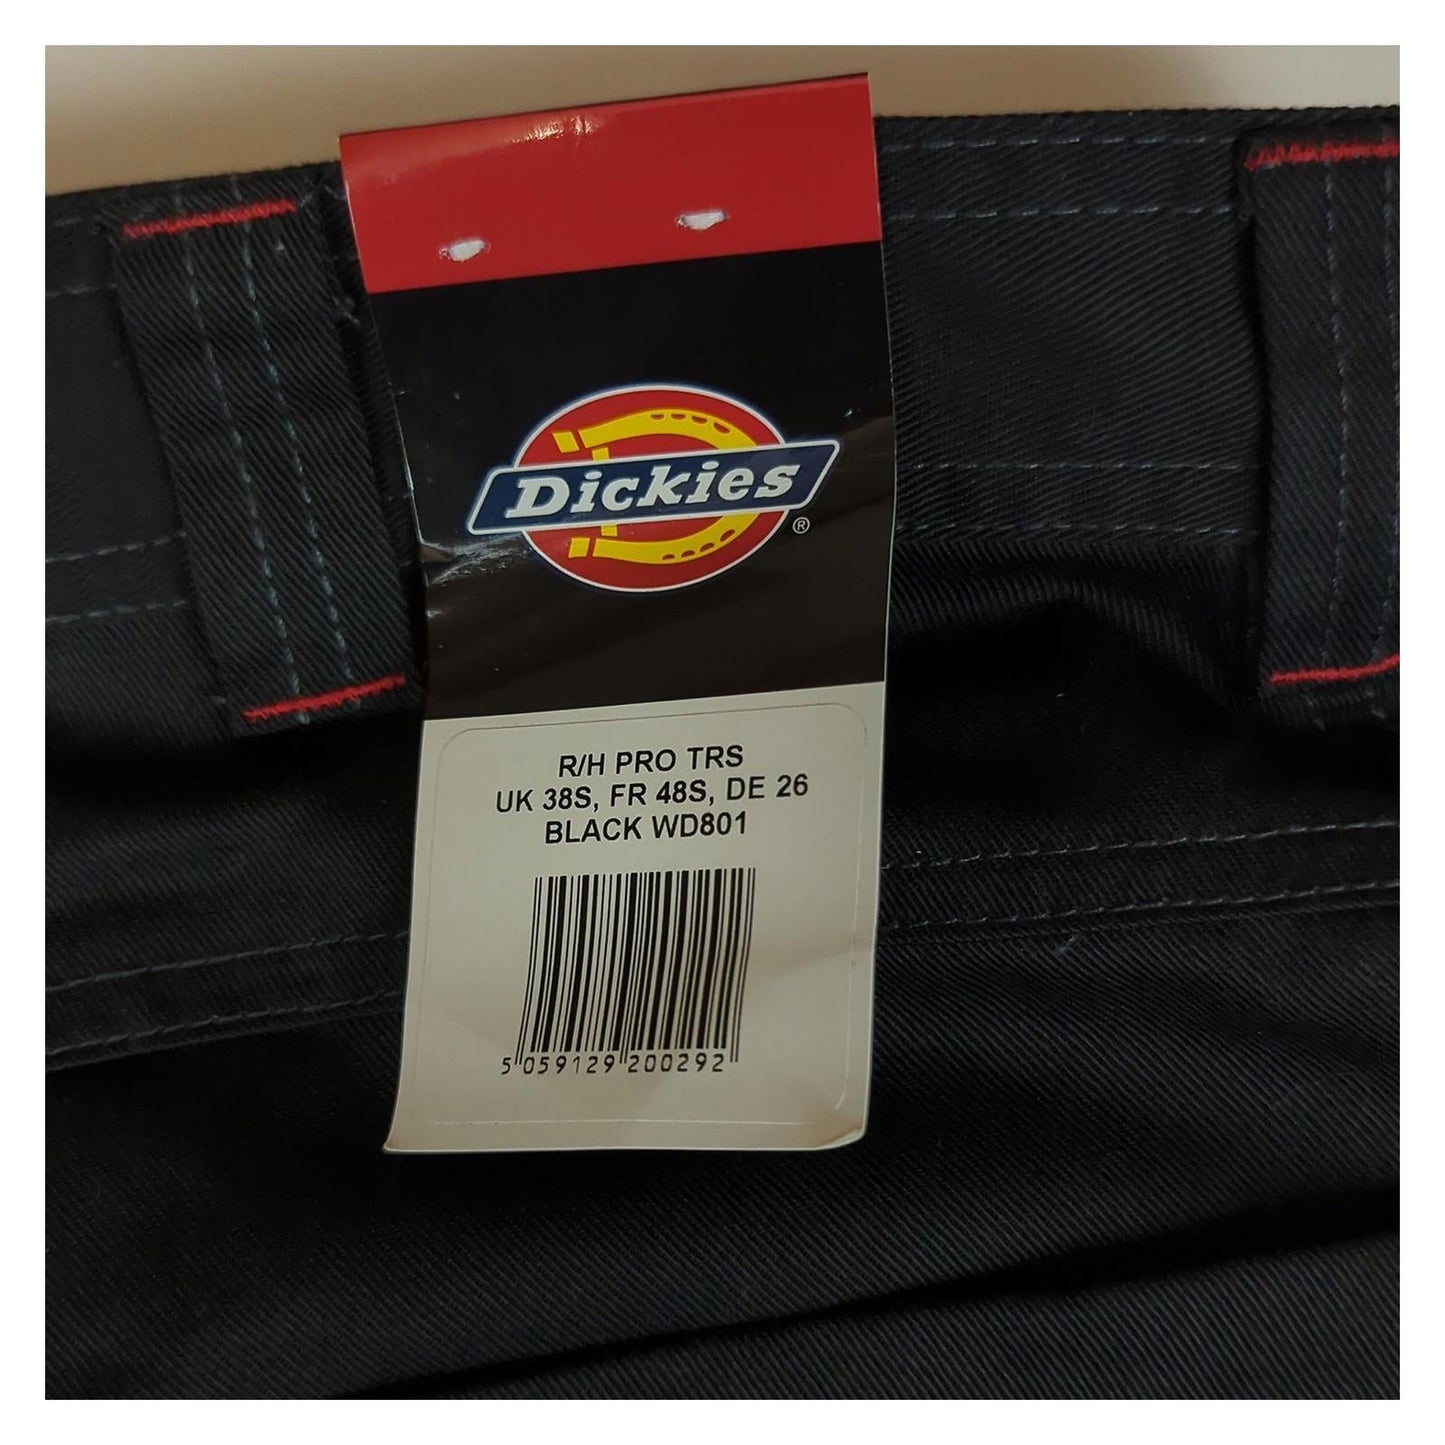 Dickies
®
R/H PRO TRS
UK 38S, FR 48S, DE 26
BLACK WD801
5 059129 200292